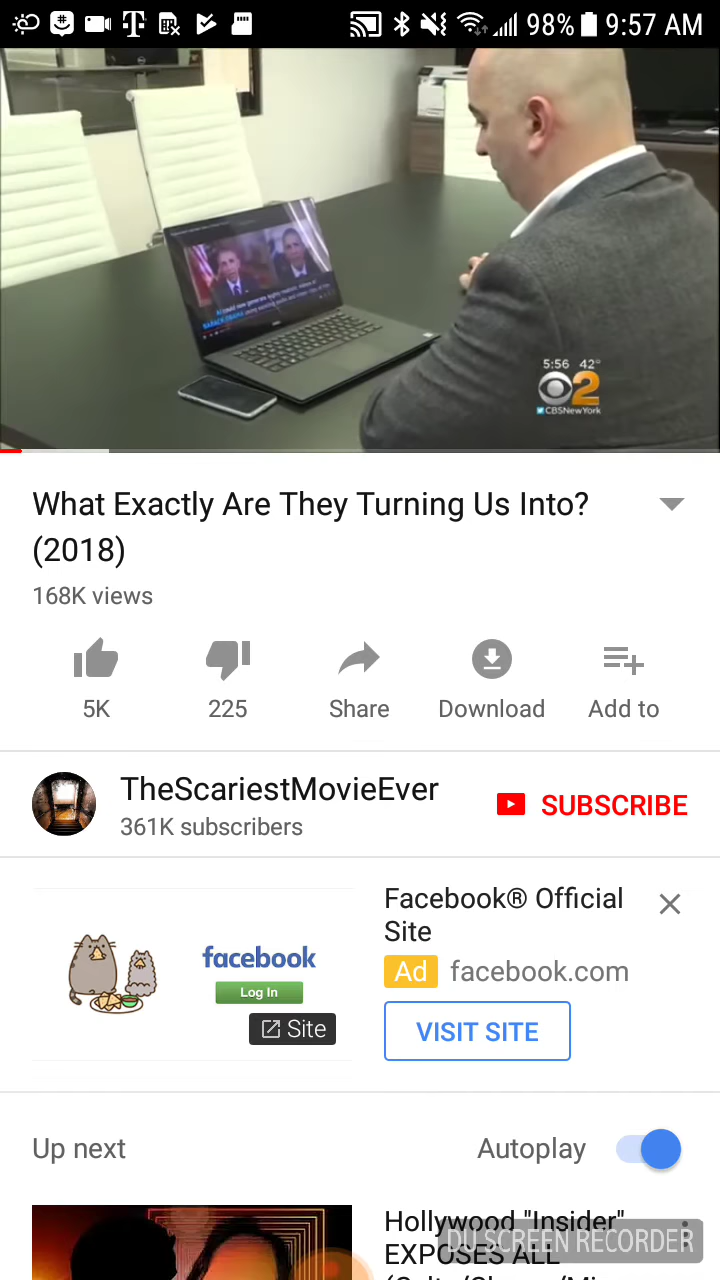 98% 9:57 AM
BARACK OBAMA
5:56 42°
2
CBSNewYork
What Exactly Are They Turning Us Into?
(2018)
168K views
5K 225 Share Download Add to
TheScariestMovieEver
361K subscribers
SUBSCRIBE
facebook
Log In
Site
Facebook® Official
Site
Ad facebook.com
VISIT SITE
Up next Autoplay
Hollywood "Insider"
EXPOSES ALL
DU SCREEN RECORDER